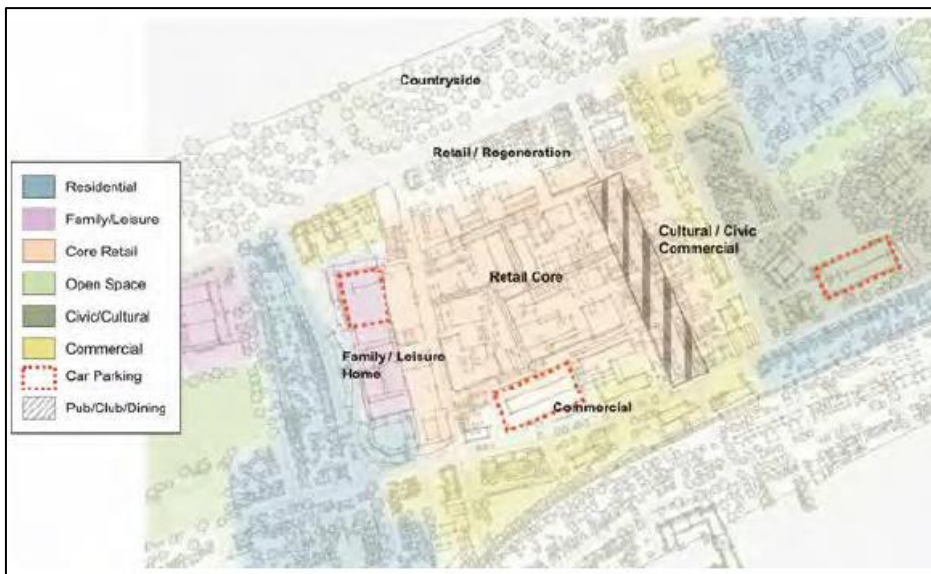 Countryside
Retail / Regeneration
Residential
Family/Leisure
Core Retail
Open Space
Civic/Cultural
Commercial
Car Parking
Pub/Club/Dining
Cultural / Civic
Commercial
Retail Core
Family / Leisure
Home
Commercial